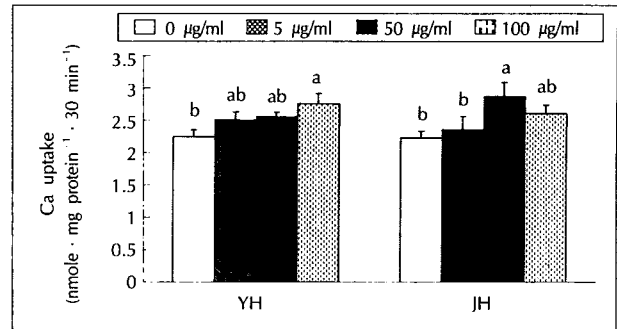 0 µg/ml 5 µg/ml 50 µg/ml 100 µg/ml
Ca uptake
(nmole · mg protein⁻¹ · 30 min⁻¹)
3.5
3
2.5
2
1.5
1
0.5
0
b ab ab a
b b a ab
YH JH